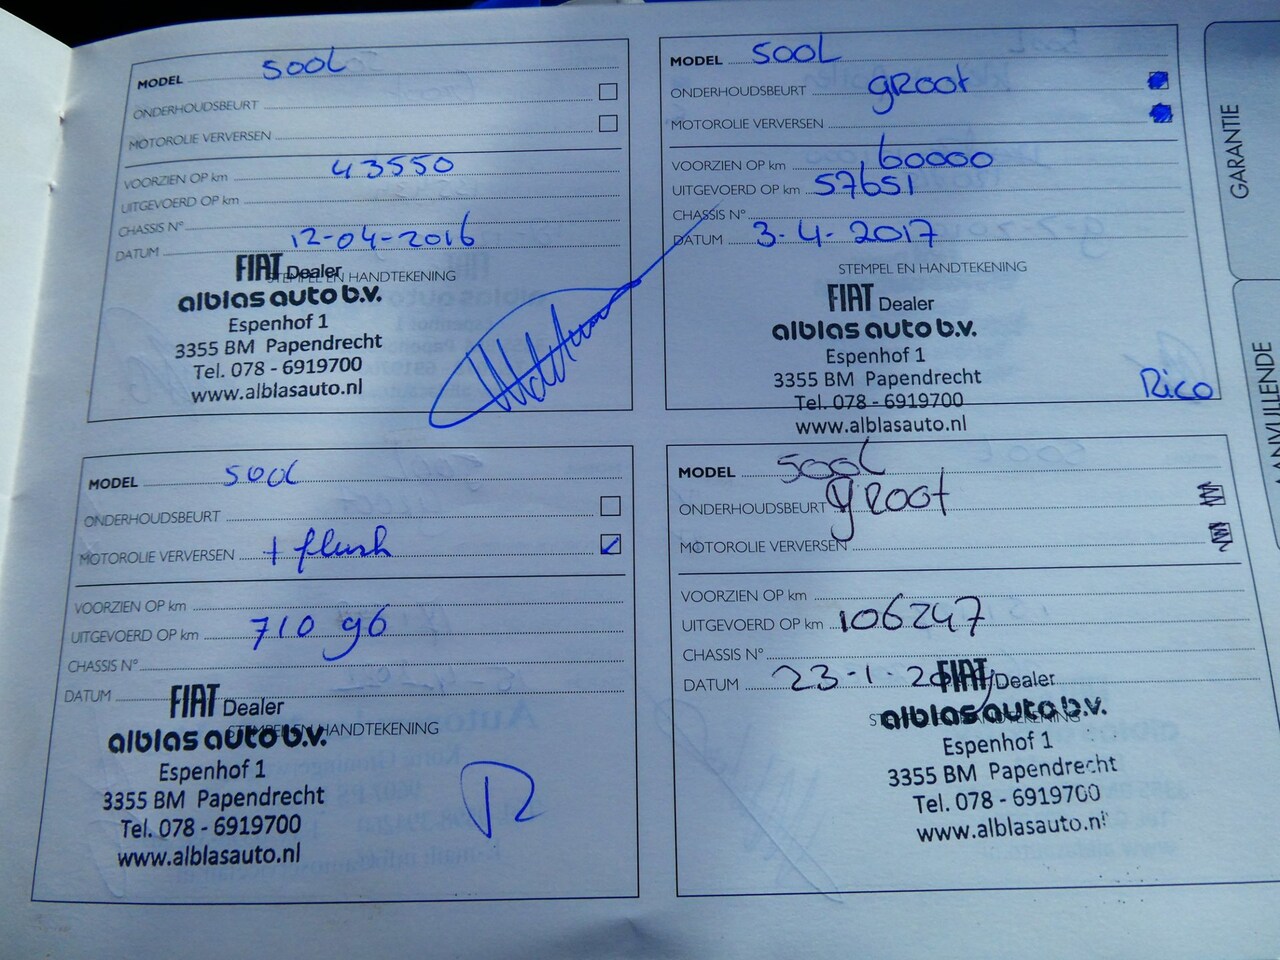 MODEL 500L
ONDERHOUDSBEURT
MOTOROLIE VERVERSEN
VOORZIEN OP km 43550
UITGEVOERD OP km
CHASSIS N°
DATUM 12-04-2016
STEMPEL EN HANDTEKENING
FIAT Dealer
alblas auto b.v.
Espenhof 1
3355 BM Papendrecht
Tel. 078 - 6919700
www.alblasauto.nl
MODEL 500L
ONDERHOUDSBEURT GROOT
MOTOROLIE VERVERSEN
VOORZIEN OP km 60000
UITGEVOERD OP km 57651
CHASSIS N°
DATUM 3-4-2017
STEMPEL EN HANDTEKENING
FIAT Dealer
alblas auto b.v.
Espenhof 1
3355 BM Papendrecht
Rico
Tel. 078 - 6919700
www.alblasauto.nl
MODEL 500L
ONDERHOUDSBEURT
MOTOROLIE VERVERSEN + flush
VOORZIEN OP km
UITGEVOERD OP km 71096
CHASSIS N°
DATUM
FIAT Dealer
STEMPEL EN HANDTEKENING
alblas auto b.v.
Espenhof 1
3355 BM Papendrecht
Tel. 078 - 6919700
www.alblasauto.nl
MODEL 500L
ONDERHOUDSBEURT groot
MOTOROLIE VERVERSEN
VOORZIEN OP km
UITGEVOERD OP km 106247
CHASSIS N°
DATUM 23-1-
FIAT Dealer
STEMPEL EN HANDTEKENING
alblas auto b.v.
Espenhof 1
3355 BM Papendrecht
Tel. 078 - 6919700
www.alblasauto.nl
GARANTIE